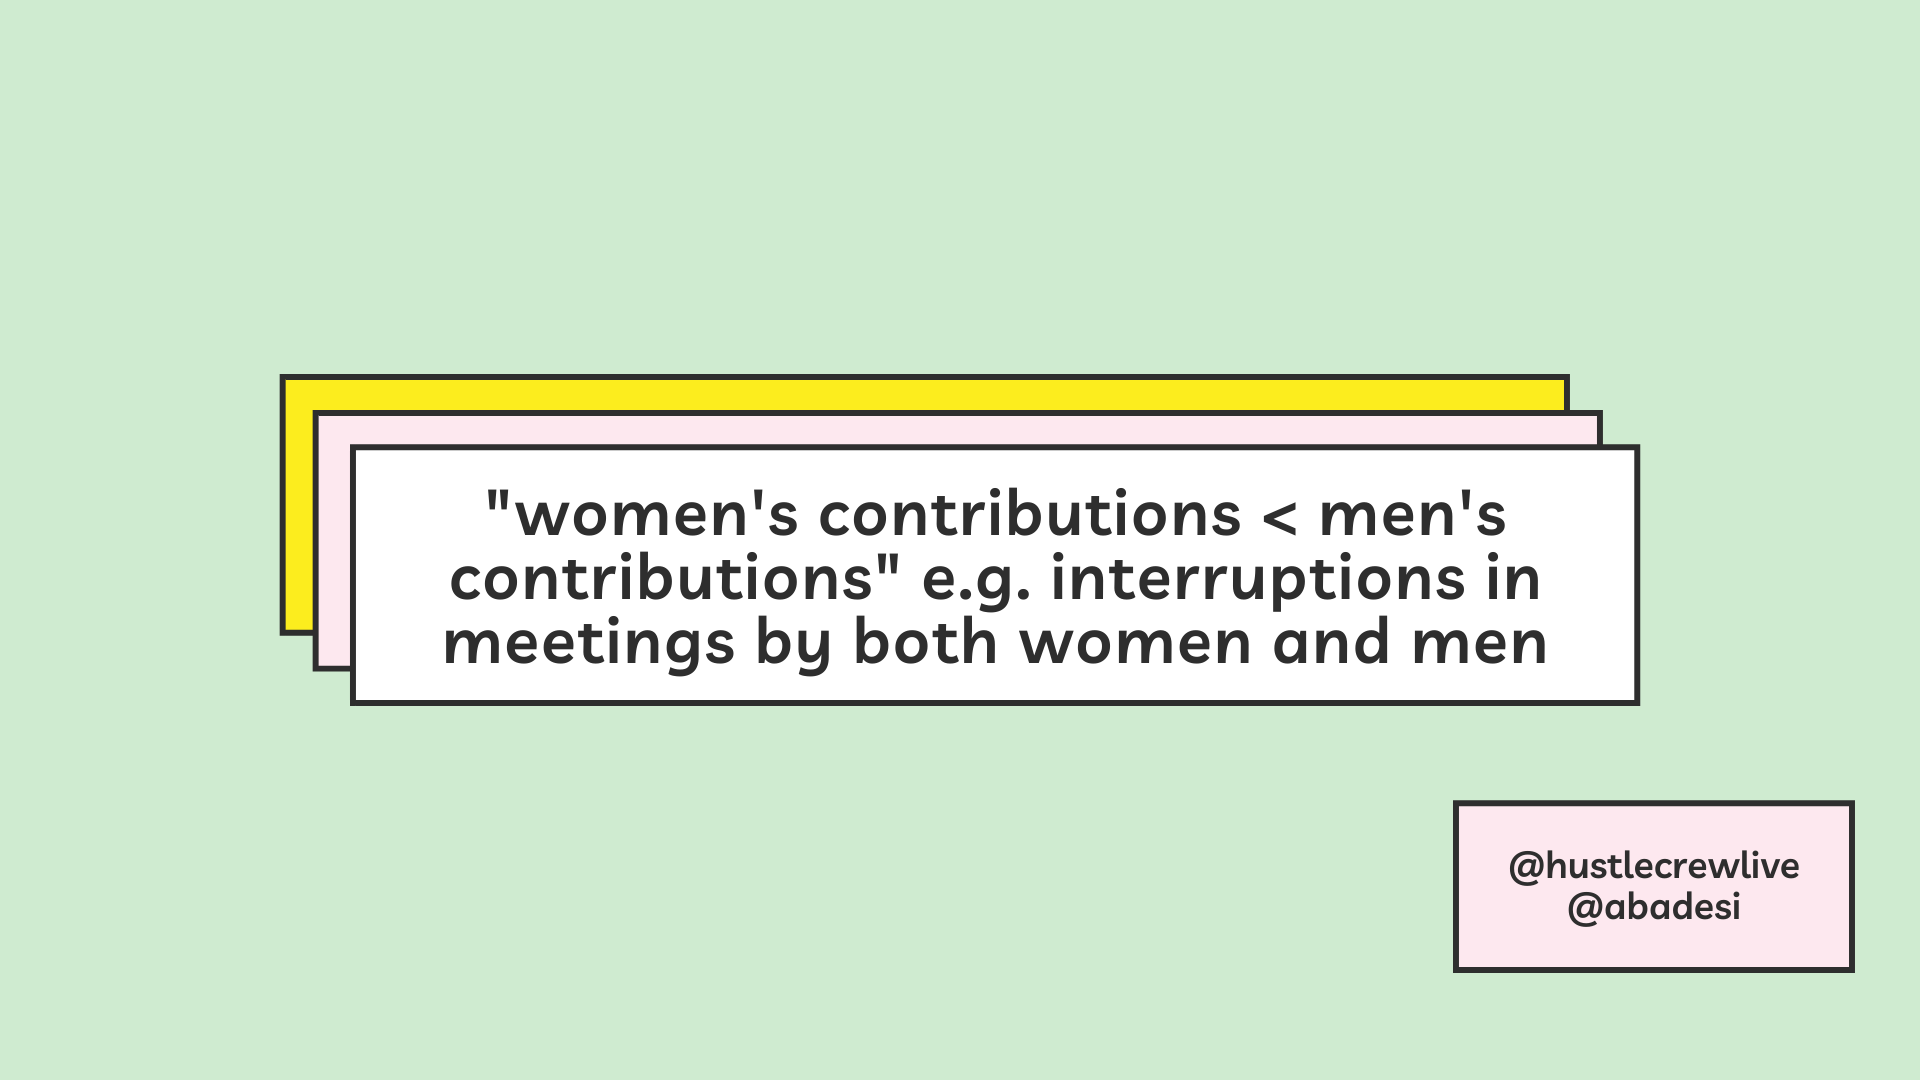 "women's contributions < men's
contributions" e.g. interruptions in
meetings by both women and men
@hustlecrewlive
@abadesi